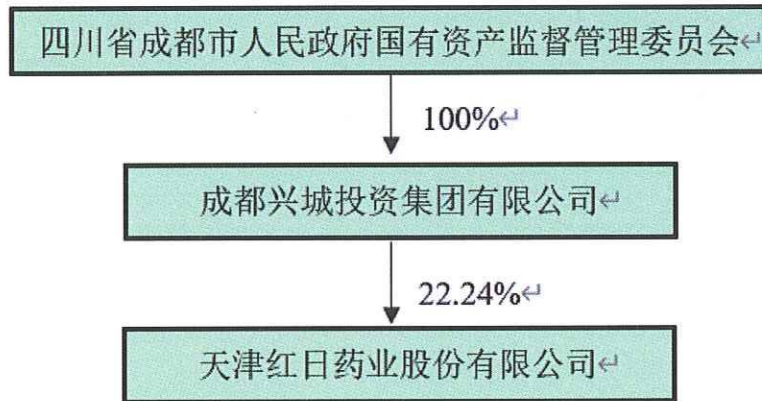 四川省成都市人民政府国有资产监督管理委员会↵
100%↵
成都兴城投资集团有限公司↵
22.24%↵
天津红日药业股份有限公司↵